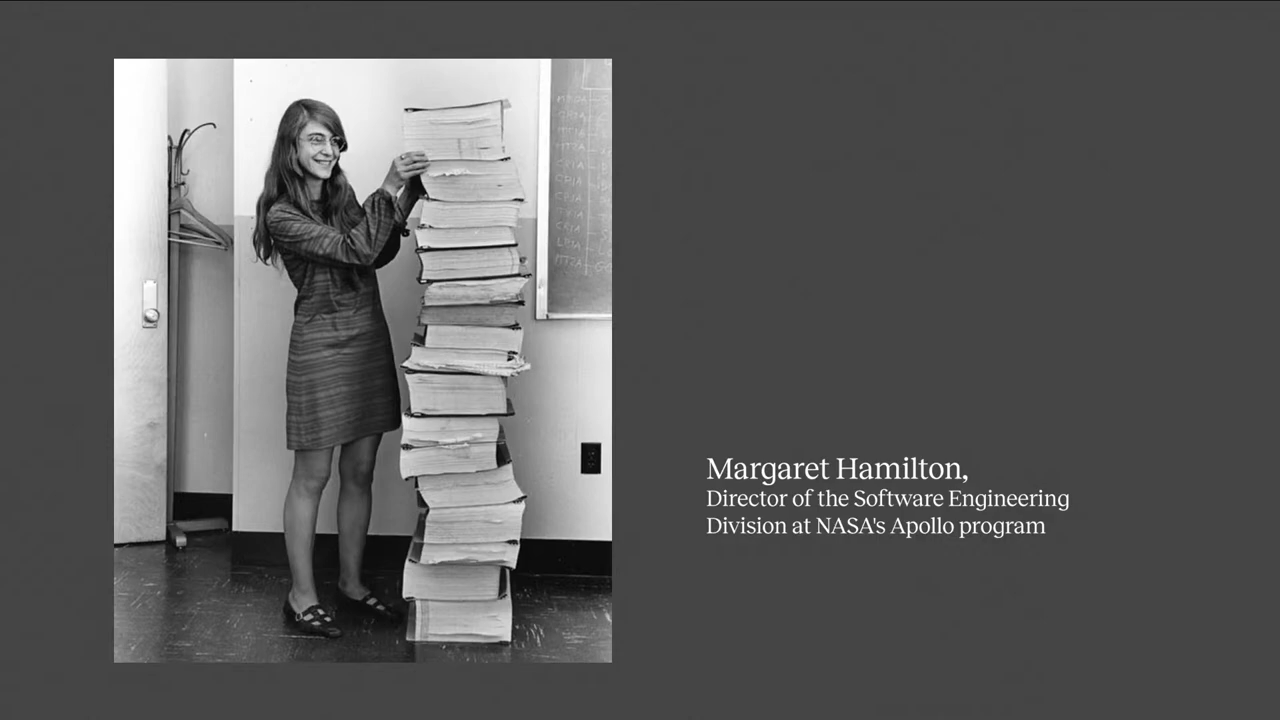 Margaret Hamilton,
Director of the Software Engineering
Division at NASA's Apollo program